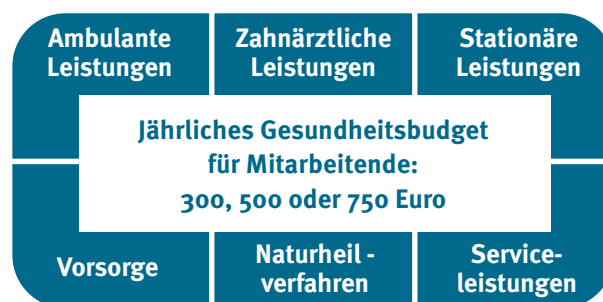 Ambulante
Leistungen
Zahnärztliche
Leistungen
Stationäre
Leistungen
Jährliches Gesundheitsbudget
für Mitarbeitende:
300, 500 oder 750 Euro
Vorsorge
Naturheil -
verfahren
Service-
leistungen